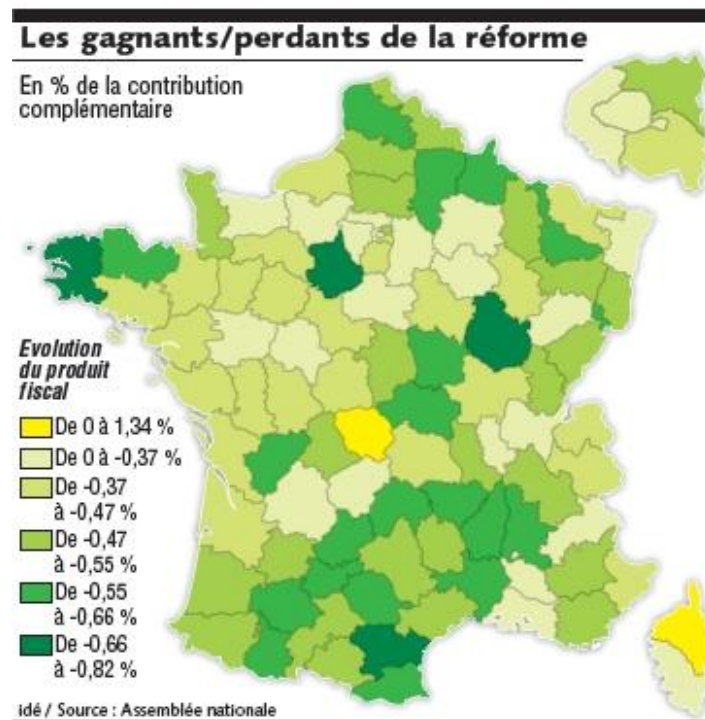 Les gagnants/perdants de la réforme
En % de la contribution
complémentaire
Evolution
du produit
fiscal
De 0 à 1,34 %
De 0 à -0,37 %
De -0,37
à -0,47 %
De -0,47
à -0,55 %
De -0,55
à -0,66 %
De -0,66
à -0,82 %
idé / Source : Assemblée nationale